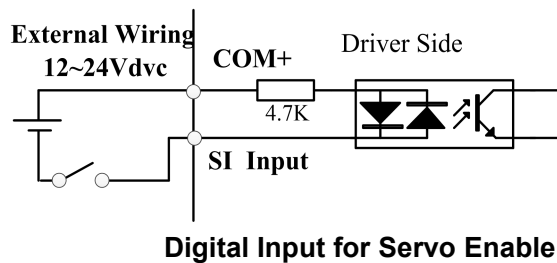 External Wiring
12~24Vdvc
COM+
Driver Side
4.7K
SI Input
Digital Input for Servo Enable